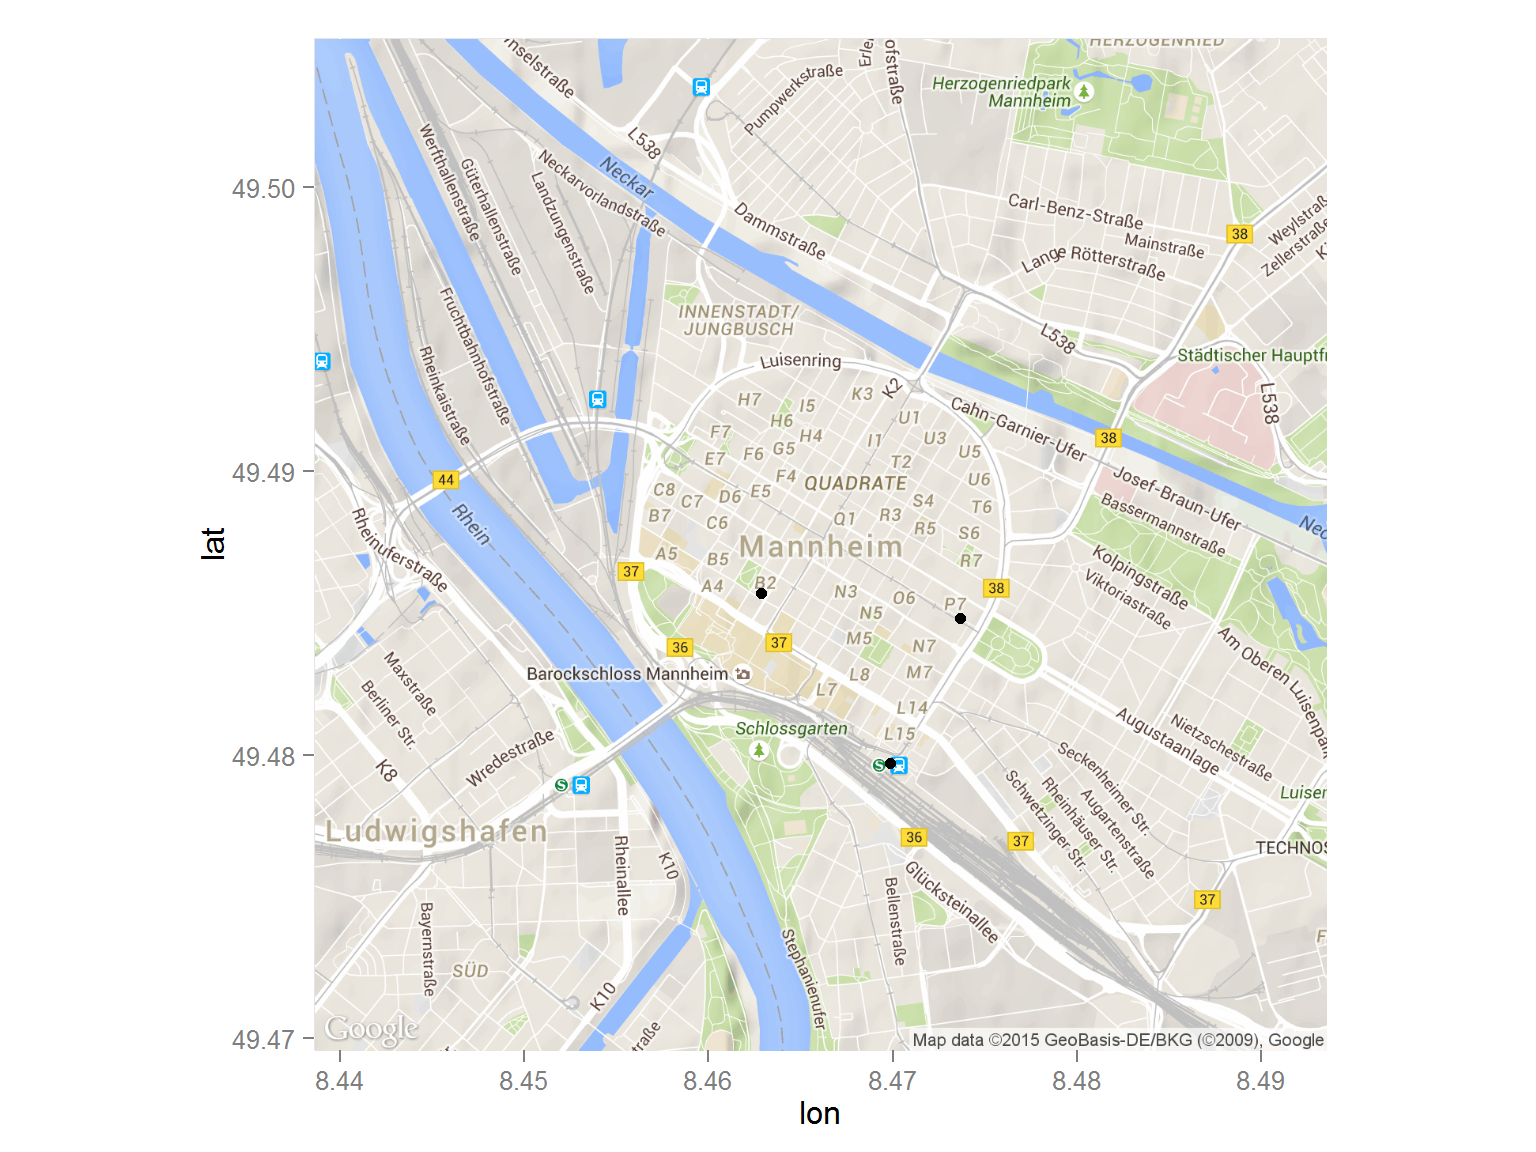 HERZOGENRIED
Inselstraße
ofstraße
Pumpwerkstraße
Herzogenriedpark
Mannheim
L538
Neckar
Neckarvorlandstraße
Werfthallenstraße
Güterhallenstraße
Landzungenstraße
Dammstraße
Carl-Benz-Straße
Mainstraße
Lange Rötterstraße
38
Weylstraß
Zellerstraße
49.50
Fruchtbahnhofstraße
Rheinkaistraße
INNENSTADT/
JUNGBUSCH
Luisenring
L538
Städtischer Hauptfr
L538
K2
K3
H7
I5
H6
H4
G5
F7
F6
E7
F4
U1
U3
I1
T2
U5
U6
T6
Cahn-Garnier-Ufer
38
Josef-Braun-Ufer
Bassermannstraße
Nec
49.49
44
Rhein
Rheinuferstraße
QUADRATE
C8
C7
D6
E5
B7
C6
Q1
R3
S4
R5
S6
R7
Mannheim
A5
B5
A4
B2
37
N3
O6
P7
38
N5
M5
N7
Kolpingstraße
Viktoriastraße
Am Oberen Luisenpark
36
37
Barockschloss Mannheim
L8
M7
L7
L14
L15
Schlossgarten
Maxstraße
Berliner Str.
Wredestraße
K8
49.48
S
S
Augustaanlage
Nietzschestraße
Seckenheimer Str.
Augartenstraße
Rheinhäuser Str.
Schwetzinger Str.
Luisen
Ludwigshafen
36
37
TECHNOS
Rheinallee
K10
Glücksteinallee
Bellenstraße
37
Bayernstraße
SÜD
Stephanienufer
K10
traße
F
Google
49.47
Map data ©2015 GeoBasis-DE/BKG (©2009), Google
8.44
8.45
8.46
8.47
8.48
8.49
lon
lat